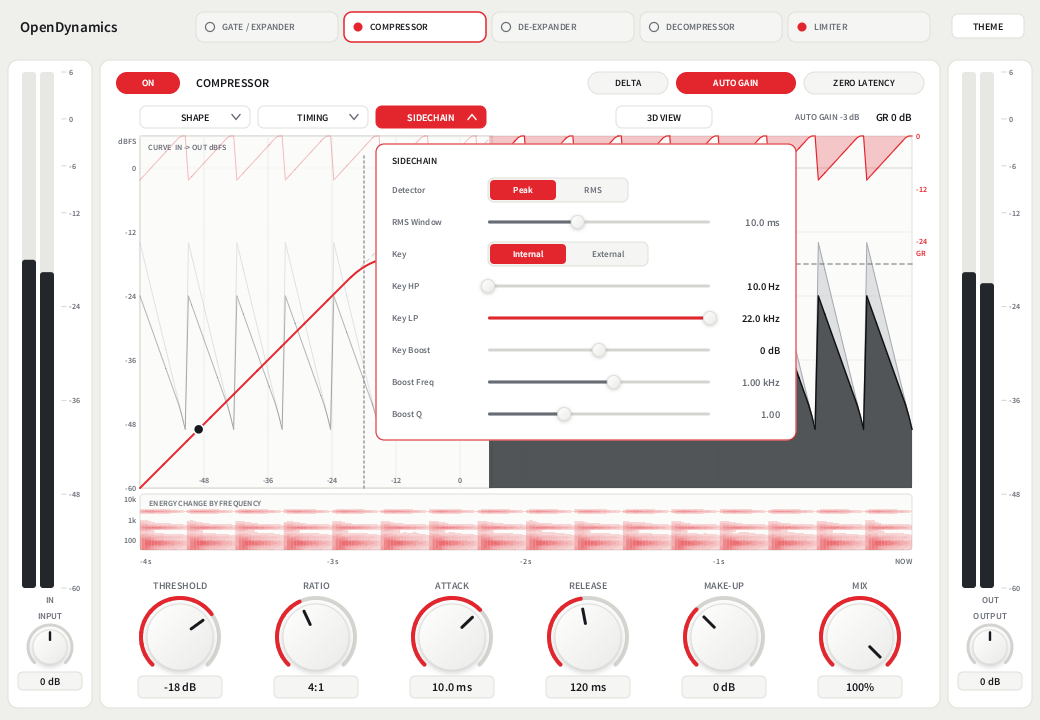 OpenDynamics
GATE / EXPANDER
COMPRESSOR
DE-EXPANDER
DECOMPRESSOR
LIMITER
THEME
ON
COMPRESSOR
DELTA
AUTO GAIN
ZERO LATENCY
SHAPE
TIMING
SIDECHAIN
3D VIEW
AUTO GAIN -3 dB
GR 0 dB
6
0
-6
-12
-24
-36
-48
-60
IN
INPUT
0 dB
dBFS
0
-12
-24
-36
-48
-60
CURVE IN -> OUT dBFS
-48
-36
-24
-12
0
SIDECHAIN
Detector
Peak
RMS
RMS Window
10.0 ms
Key
Internal
External
Key HP
10.0 Hz
Key LP
22.0 kHz
Key Boost
0 dB
Boost Freq
1.00 kHz
Boost Q
1.00
0
-12
-24
GR
10k
1k
100
ENERGY CHANGE BY FREQUENCY
-4s
-3s
-2s
-1s
NOW
THRESHOLD
RATIO
ATTACK
RELEASE
MAKE-UP
MIX
-18 dB
4:1
10.0 ms
120 ms
0 dB
100%
6
0
-6
-12
-24
-36
-48
-60
OUT
OUTPUT
0 dB